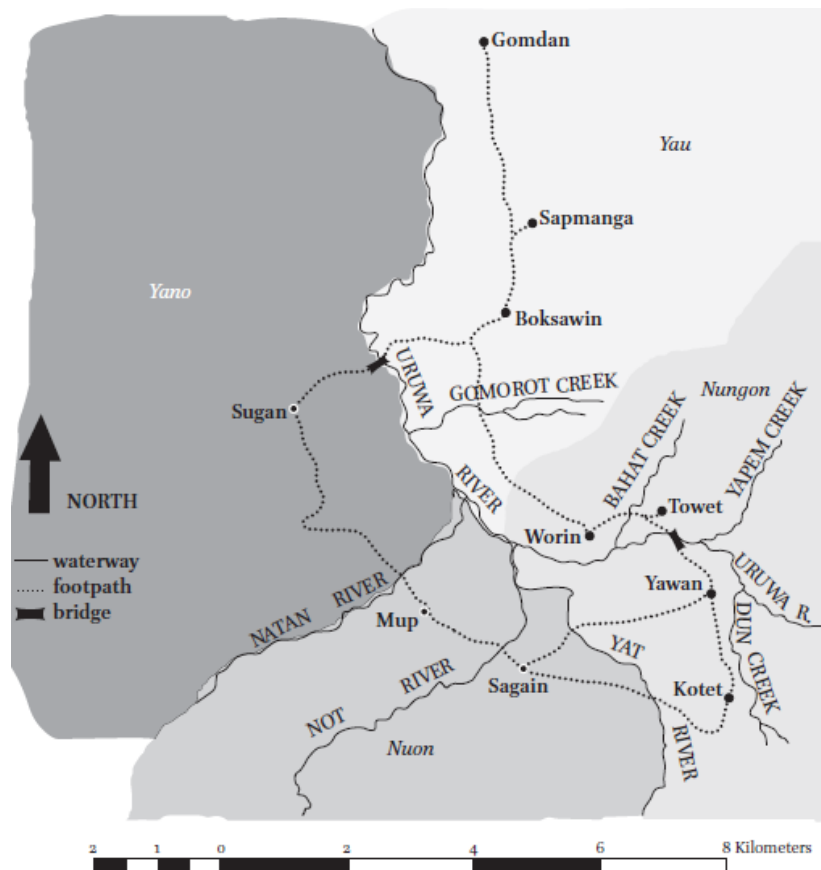 Gomdan
Yau
Sapmanga
Yano
Boksawin
URUWA
GOMOROT CREEK
Nungon
Sugan
BAHAT CREEK
YAPEM CREEK
NORTH
RIVER
Towet
Worin
waterway
footpath
bridge
URUWA R.
Yawan
NATAN RIVER
Mup
DUN CREEK
YAT
RIVER
Sagain
Kotet
NOT RIVER
Nuon
2 1 0 2 4 6 8 Kilometers